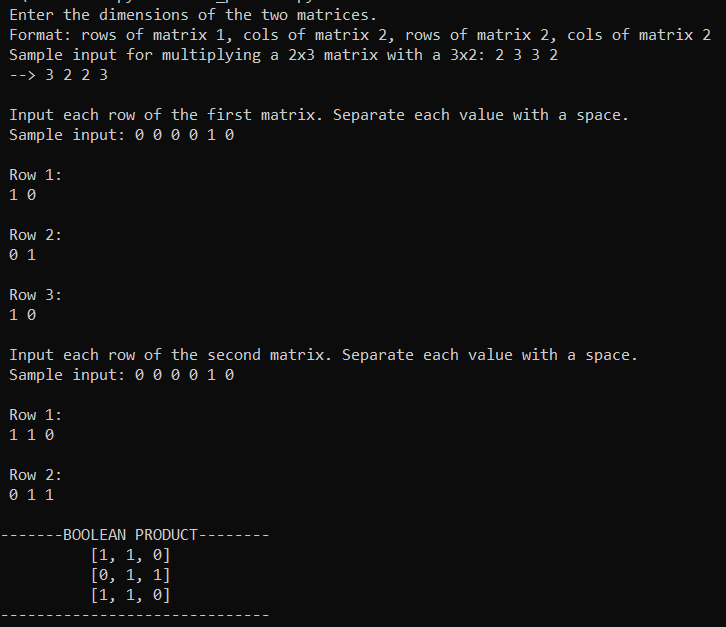 Enter the dimensions of the two matrices.
Format: rows of matrix 1, cols of matrix 2, rows of matrix 2, cols of matrix 2
Sample input for multiplying a 2x3 matrix with a 3x2: 2 3 3 2
--> 3 2 2 3
Input each row of the first matrix. Separate each value with a space.
Sample input: 0 0 0 0 1 0
Row 1:
1 0
Row 2:
0 1
Row 3:
1 0
Input each row of the second matrix. Separate each value with a space.
Sample input: 0 0 0 0 1 0
Row 1:
1 1 0
Row 2:
0 1 1
-------BOOLEAN PRODUCT--------
[1, 1, 0]
[0, 1, 1]
[1, 1, 0]
------------------------------